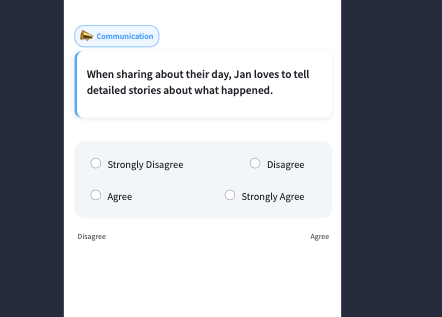 Communication
When sharing about their day, Jan loves to tell
detailed stories about what happened.
Strongly Disagree
Disagree
Agree
Strongly Agree
Disagree
Agree